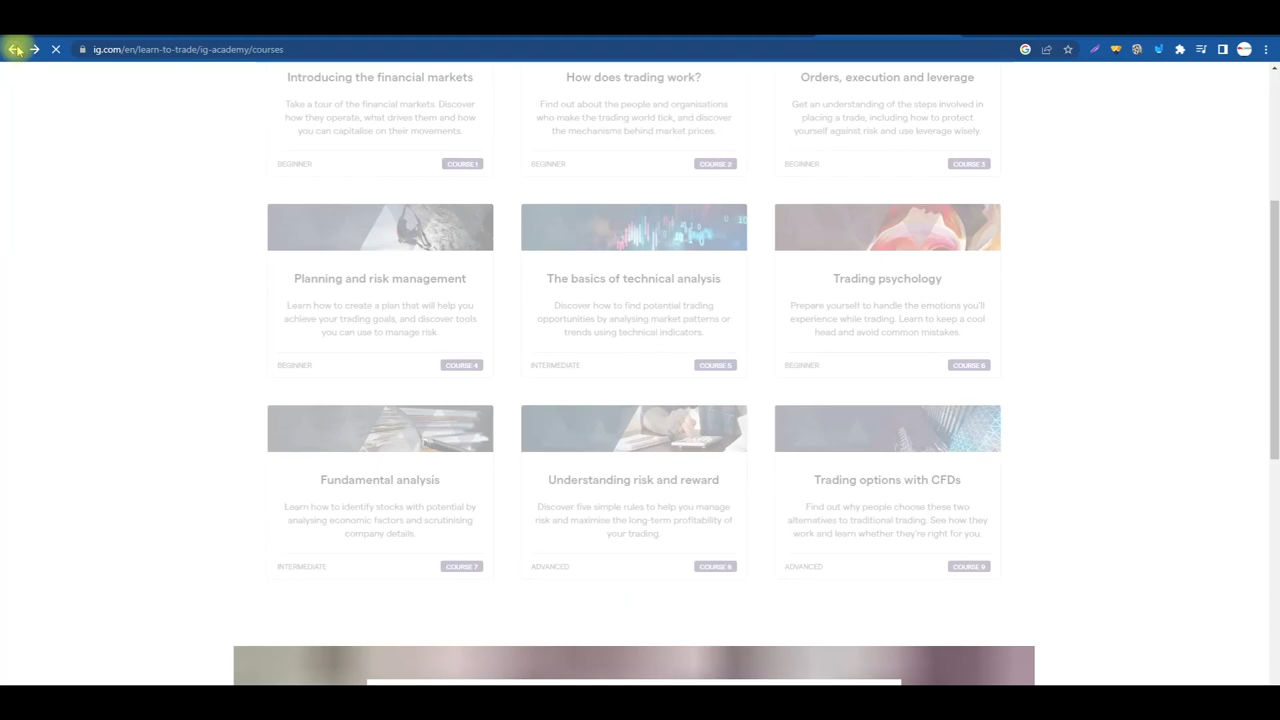 ig.com/en/learn-to-trade/ig-academy/courses
Introducing the financial markets
Take a tour of the financial markets. Discover
how they operate, what drives them and how
you can capitalise on their movements.
BEGINNER
COURSE 1
How does trading work?
Find out about the people and organisations
who make the trading world tick, and discover
the mechanisms behind market prices.
BEGINNER
COURSE 2
Orders, execution and leverage
Get an understanding of the steps involved in
placing a trade, including how to protect
yourself against risk and use leverage wisely.
BEGINNER
COURSE 3
Planning and risk management
Learn how to create a plan that will help you
achieve your trading goals, and discover tools
you can use to manage risk.
BEGINNER
COURSE 4
The basics of technical analysis
Discover how to find potential trading
opportunities by analysing market patterns or
trends using technical indicators.
INTERMEDIATE
COURSE 5
Trading psychology
Prepare yourself to handle the emotions you'll
experience while trading. Learn to keep a cool
head and avoid common mistakes.
BEGINNER
COURSE 6
Fundamental analysis
Learn how to identify stocks with potential by
analysing economic factors and scrutinising
company details.
INTERMEDIATE
COURSE 7
Understanding risk and reward
Discover five simple rules to help you manage
risk and maximise the long-term profitability of
your trading.
ADVANCED
COURSE 8
Trading options with CFDs
Find out why people choose these two
alternatives to traditional trading. See how they
work and learn whether they're right for you.
ADVANCED
COURSE 9